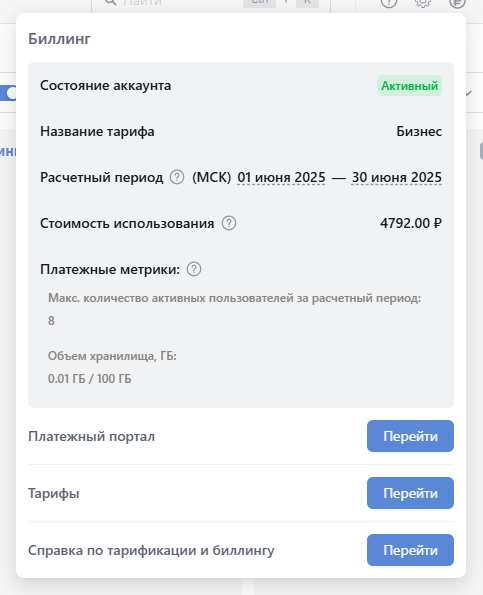 Найти
Ctrl
K
Биллинг
Состояние аккаунта Активный
Название тарифа Бизнес
Расчетный период ? (МСК) 01 июня 2025 — 30 июня 2025
Стоимость использования ? 4792.00 ₽
Платежные метрики: ?
Макс. количество активных пользователей за расчетный период:
8
Объем хранилища, ГБ:
0.01 ГБ / 100 ГБ
Платежный портал Перейти
Тарифы Перейти
Справка по тарификации и биллингу Перейти